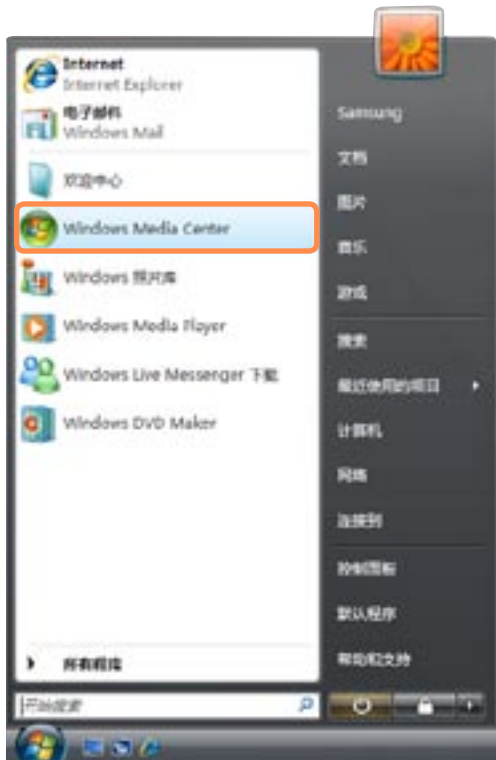 Internet
Internet Explorer
电子邮件
Windows Mail
欢迎中心
Windows Media Center
Windows 照片库
Windows Media Player
Windows Live Messenger 下载
Windows DVD Maker
所有程序
开始搜索
Samsung
文档
图片
音乐
游戏
搜索
最近使用的项目
计算机
网络
连接到
控制面板
默认程序
帮助和支持